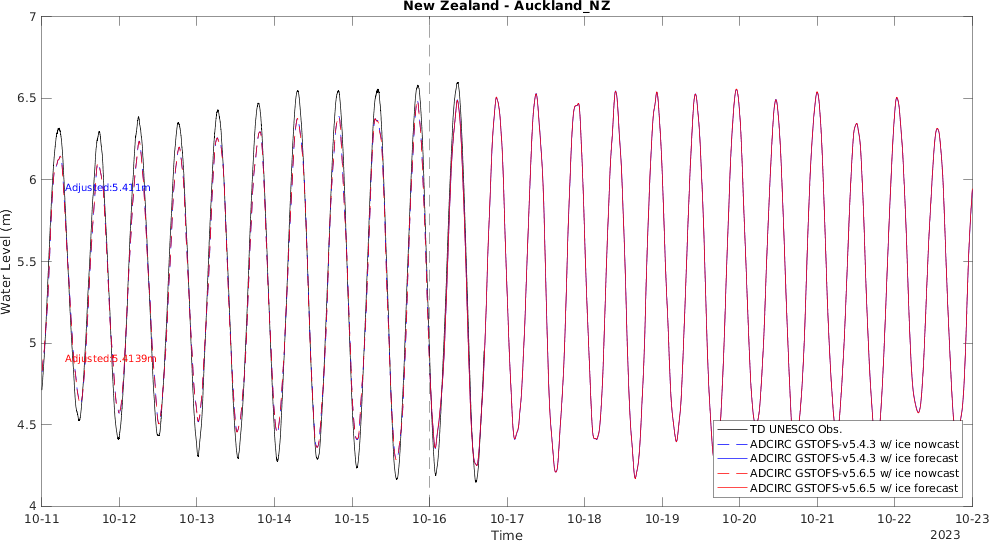 New Zealand - Auckland_NZ
7
6.5
6
5.5
5
4.5
4
Water Level (m)
Adjusted:5.411m
Adjusted:5.4139m
TD UNESCO Obs.
ADCIRC GSTOFS-v5.4.3 w/ ice nowcast
ADCIRC GSTOFS-v5.4.3 w/ ice forecast
ADCIRC GSTOFS-v5.6.5 w/ ice nowcast
ADCIRC GSTOFS-v5.6.5 w/ ice forecast
10-11 10-12 10-13 10-14 10-15 10-16 10-17 10-18 10-19 10-20 10-21 10-22 10-23
Time
2023